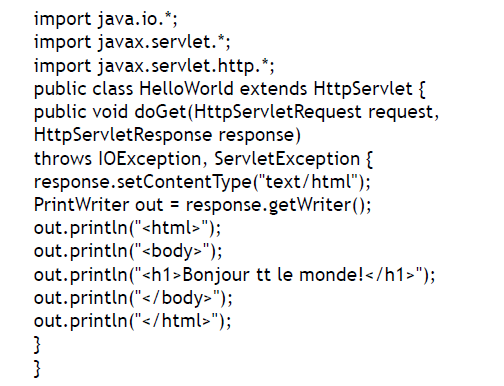 import java.io.*;
import javax.servlet.*;
import javax.servlet.http.*;
public class HelloWorld extends HttpServlet {
public void doGet(HttpServletRequest request,
HttpServletResponse response)
throws IOException, ServletException {
response.setContentType("text/html");
PrintWriter out = response.getWriter();
out.println("<html>");
out.println("<body>");
out.println("<h1>Bonjour tt le monde!</h1>");
out.println("</body>");
out.println("</html>");
}
}